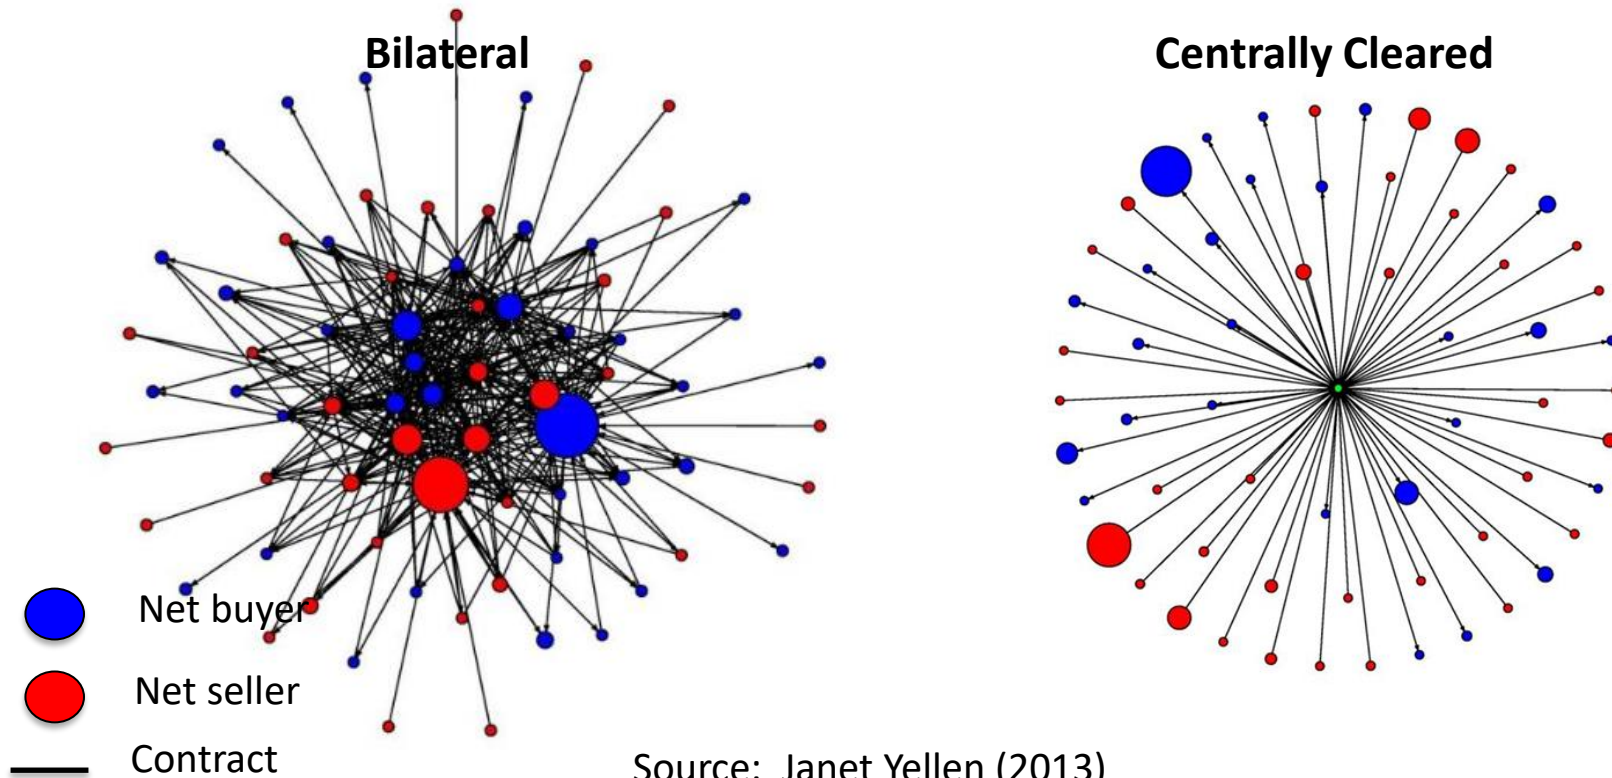 Bilateral
Centrally Cleared
Net buyer
Net seller
Contract
Source: Janet Yellen (2013)